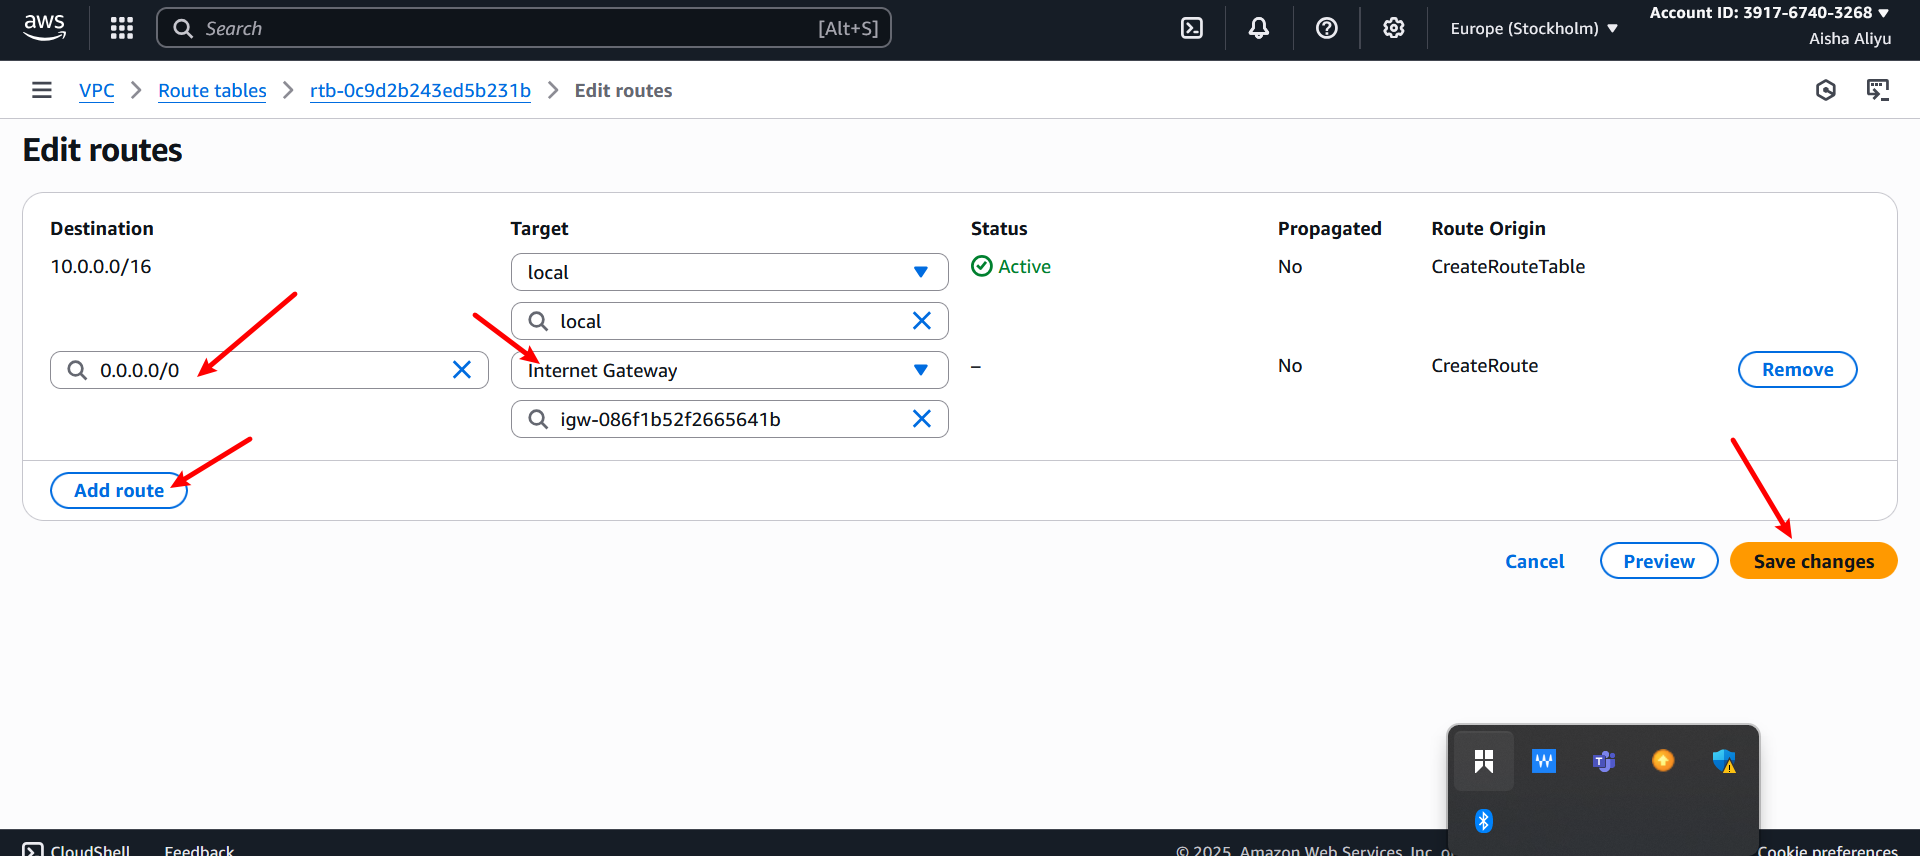 aws
Search [Alt+S]
Europe (Stockholm)
Account ID: 3917-6740-3268
Aisha Aliyu
VPC
Route tables
rtb-0c9d2b243ed5b231b
Edit routes
Edit routes
Destination Target Status Propagated Route Origin
10.0.0.0/16 local Active No CreateRouteTable
local
0.0.0.0/0 Internet Gateway – No CreateRoute Remove
igw-086f1b52f2665641b
Add route
Cancel Preview Save changes
CloudShell Feedback © 2025, Amazon Web Services, Inc. Cookie preferences